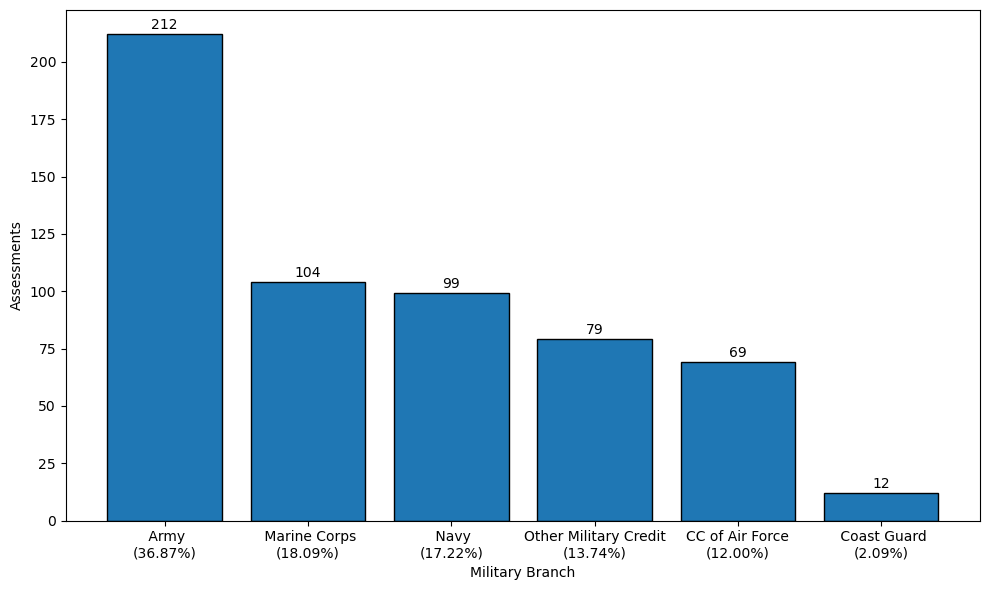 212
200
175
150
125
104
100
99
79
75
69
50
25
12
0
Assessments
Army
(36.87%)
Marine Corps
(18.09%)
Navy
(17.22%)
Other Military Credit
(13.74%)
CC of Air Force
(12.00%)
Coast Guard
(2.09%)
Military Branch